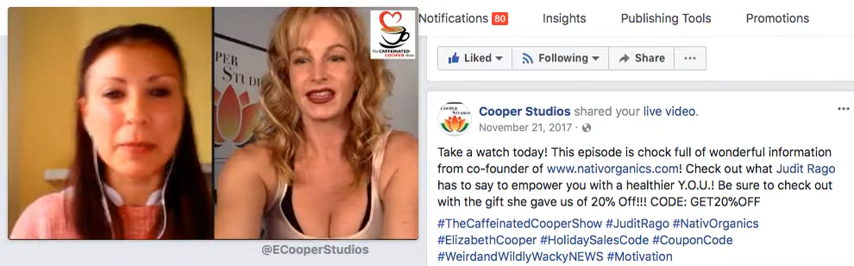 Notifications 80 Insights Publishing Tools Promotions
The CAFFEINATED
COOPER Show
Liked Following Share ...
Cooper Studios shared your live video.
November 21, 2017 ·
Take a watch today! This episode is chock full of wonderful information
from co-founder of www.nativorganics.com! Check out what Judit Rago
has to say to empower you with a healthier Y.O.U.! Be sure to check out
with the gift she gave us of 20% Off!!! CODE: GET20%OFF
#TheCaffeinatedCooperShow #JuditRago #NativOrganics
#ElizabethCooper #HolidaySalesCode #CouponCode
#WeirdandWildlyWackyNEWS #Motivation
@ECooperStudios